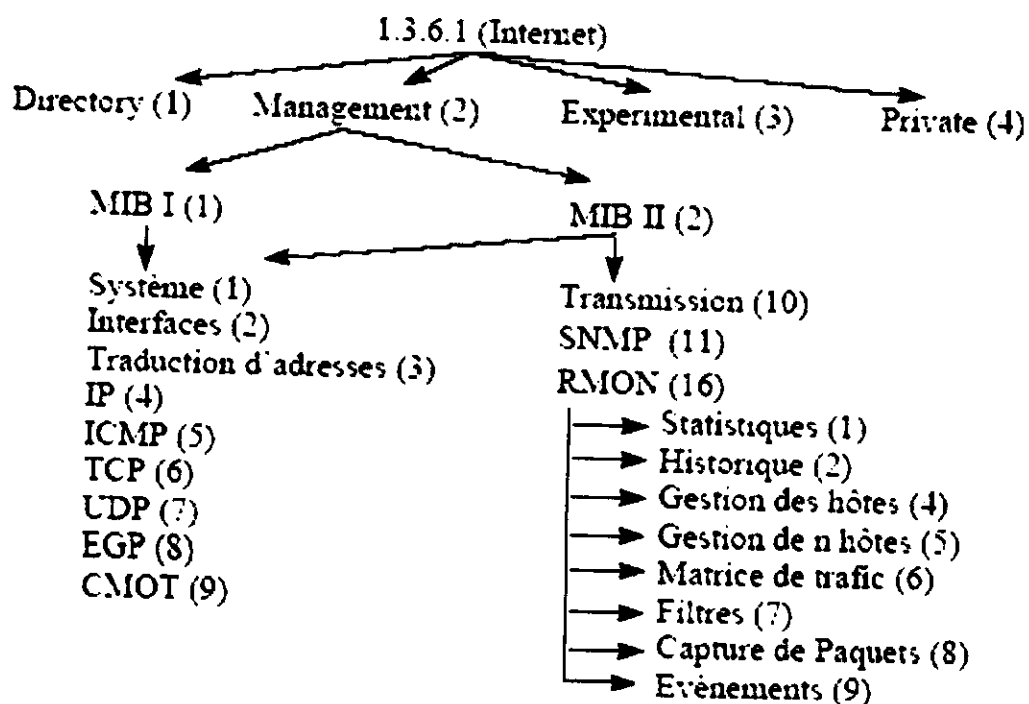 1.3.6.1 (Internet)
Directory (1) Management (2) Experimental (3) Private (4)
MIB I (1) MIB II (2)
Système (1)
Interfaces (2)
Traduction d'adresses (3)
IP (4)
ICMP (5)
TCP (6)
UDP (7)
EGP (8)
CMOT (9)
Transmission (10)
SNMP (11)
RMON (16)
Statistiques (1)
Historique (2)
Gestion des hôtes (4)
Gestion de n hôtes (5)
Matrice de trafic (6)
Filtres (7)
Capture de Paquets (8)
Evènements (9)